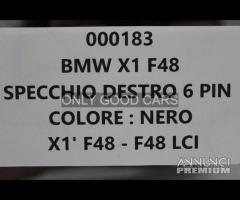 000183
BMW X1 F48
SPECCHIO DESTRO 6 PIN
ONLY GOOD CARS
COLORE : NERO
X1' F48 - F48 LCI
ANNUNCI
PREMIUM